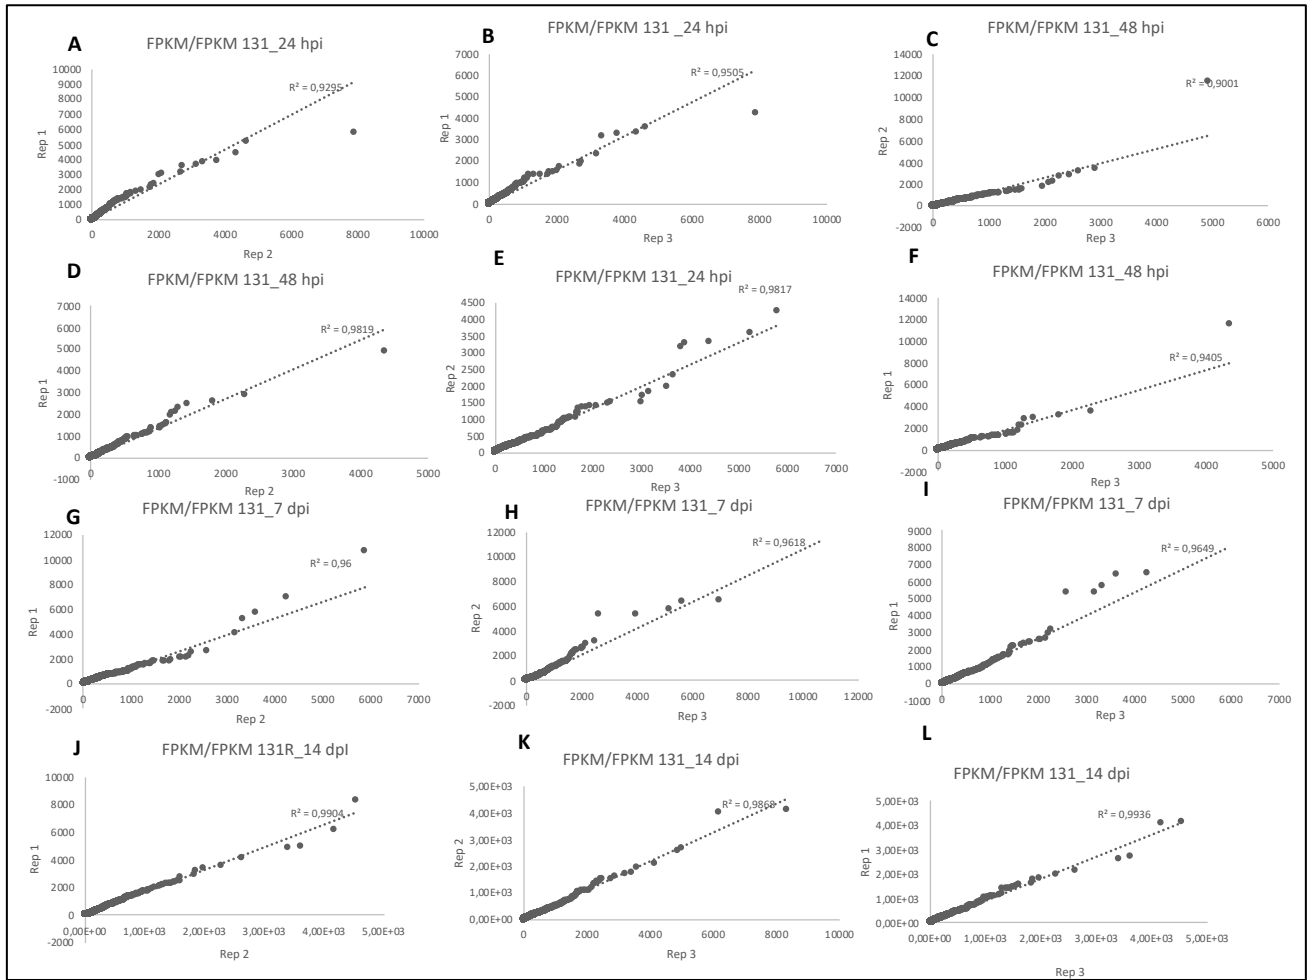 A
FPKM/FPKM 131_24 hpi
R² = 0,9295
10000
9000
8000
7000
6000
5000
4000
3000
2000
1000
0
0 2000 4000 6000 8000 10000
Rep 1
Rep 2
B
FPKM/FPKM 131 _24 hpi
R² = 0,9505
7000
6000
5000
4000
3000
2000
1000
0
0 2000 4000 6000 8000 10000
Rep 1
Rep 3
C
FPKM/FPKM 131_48 hpi
R² = 0,9001
14000
12000
10000
8000
6000
4000
2000
0
-2000
0 1000 2000 3000 4000 5000 6000
Rep 2
Rep 3
D
FPKM/FPKM 131_48 hpi
R² = 0,9819
7000
6000
5000
4000
3000
2000
1000
0
-1000
0 1000 2000 3000 4000 5000
Rep 1
Rep 2
E
FPKM/FPKM 131_24 hpi
R² = 0,9817
4500
4000
3500
3000
2500
2000
1500
1000
500
0
0 1000 2000 3000 4000 5000 6000 7000
Rep 2
Rep 3
F
FPKM/FPKM 131_48 hpi
R² = 0,9405
14000
12000
10000
8000
6000
4000
2000
0
-2000
0 1000 2000 3000 4000 5000
Rep 1
Rep 3
G
FPKM/FPKM 131_7 dpi
R² = 0,96
12000
10000
8000
6000
4000
2000
0
-2000
0 1000 2000 3000 4000 5000 6000 7000
Rep 1
Rep 2
H
FPKM/FPKM 131_7 dpi
R² = 0,9618
12000
10000
8000
6000
4000
2000
0
-2000
0 2000 4000 6000 8000 10000 12000
Rep 2
Rep 3
I
FPKM/FPKM 131_7 dpi
R² = 0,9649
9000
8000
7000
6000
5000
4000
3000
2000
1000
0
-1000
0 1000 2000 3000 4000 5000 6000 7000
Rep 1
Rep 3
J
FPKM/FPKM 131R_14 dpI
R² = 0,9904
10000
8000
6000
4000
2000
0
-2000
0,00E+00 1,00E+03 2,00E+03 3,00E+03 4,00E+03 5,00E+03
Rep 1
Rep 2
K
FPKM/FPKM 131_14 dpi
R² = 0,9868
5,00E+03
4,00E+03
3,00E+03
2,00E+03
1,00E+03
0,00E+00
0 2000 4000 6000 8000 10000
Rep 2
Rep 3
L
FPKM/FPKM 131_14 dpi
R² = 0,9936
5,00E+03
4,00E+03
3,00E+03
2,00E+03
1,00E+03
0,00E+00
0,00E+00 1,00E+03 2,00E+03 3,00E+03 4,00E+03 5,00E+03
Rep 1
Rep 3